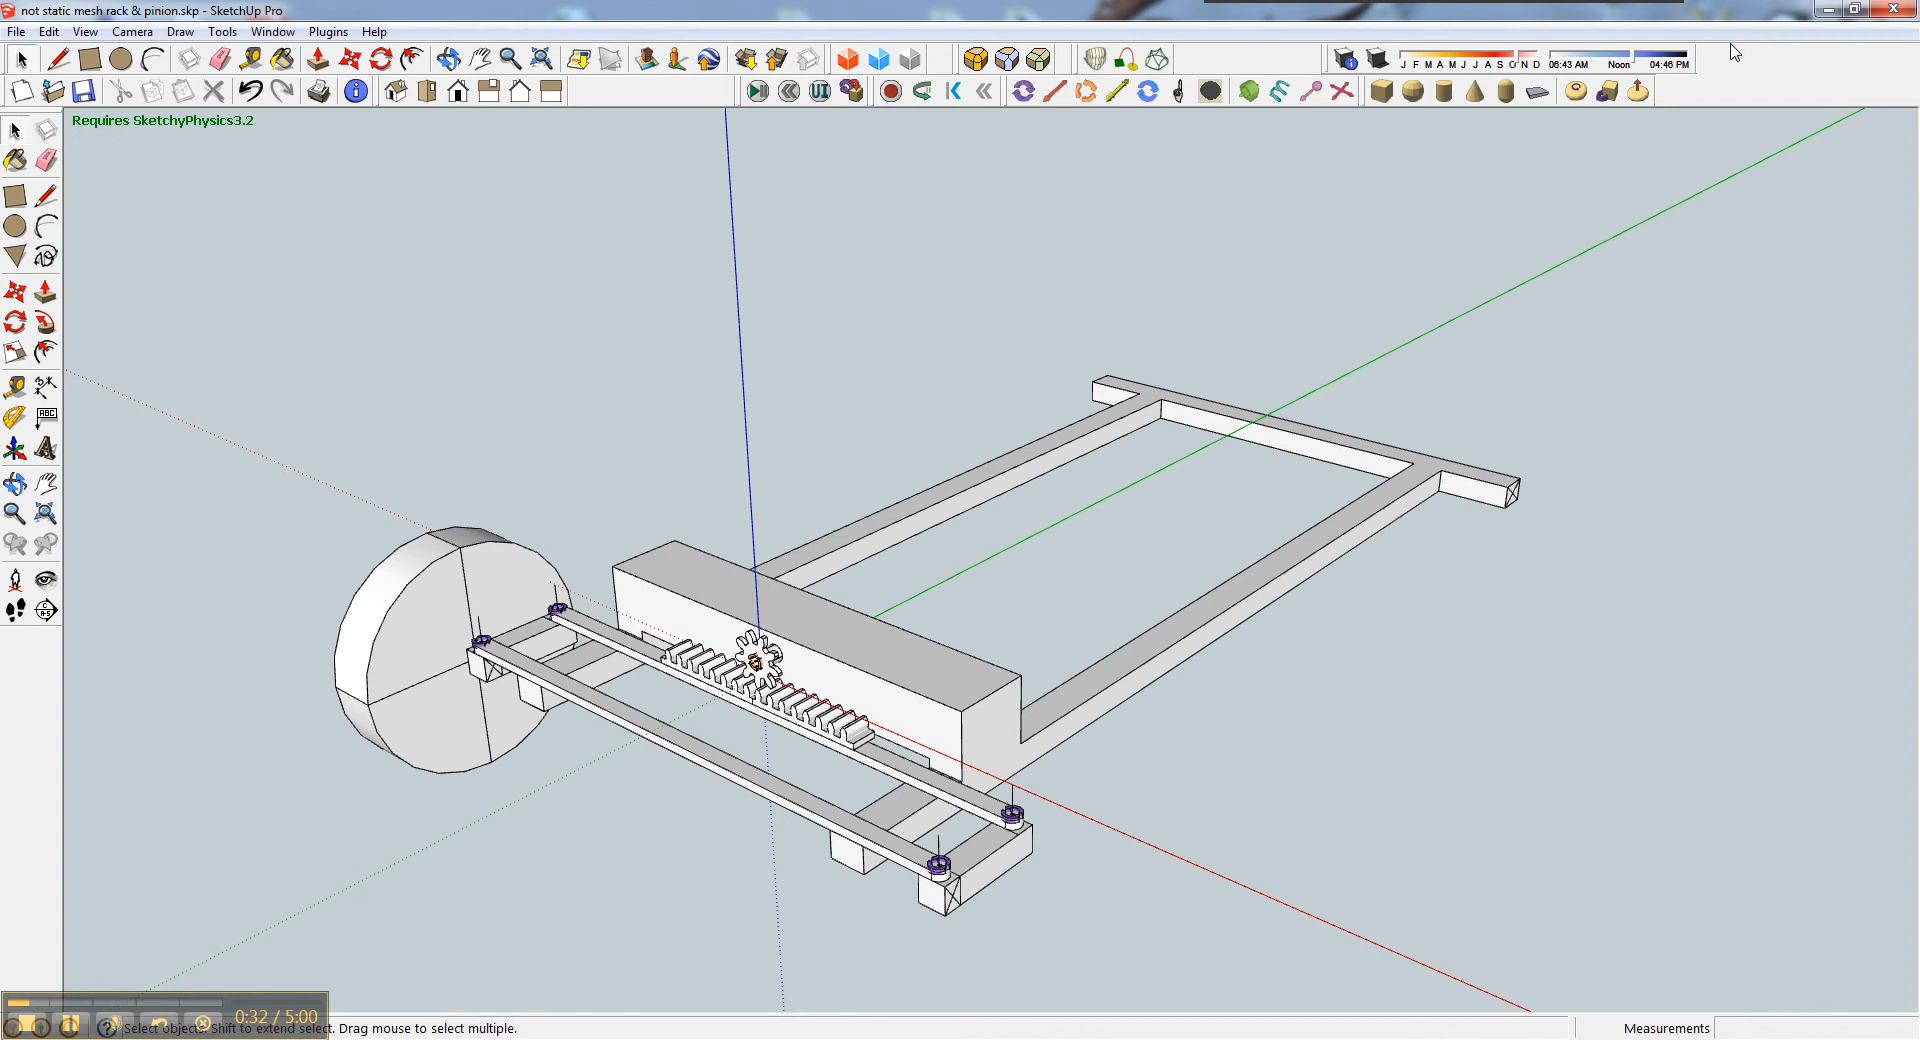 not static mesh rack & pinion.skp - SketchUp Pro
File Edit View Camera Draw Tools Window Plugins Help
J F M A M J J A S O N D 06:43 AM Noon 04:46 PM
UI
Requires SketchyPhysics3.2
ABC
0:32 / 5:00
Select objects. Shift to extend select. Drag mouse to select multiple.
Measurements